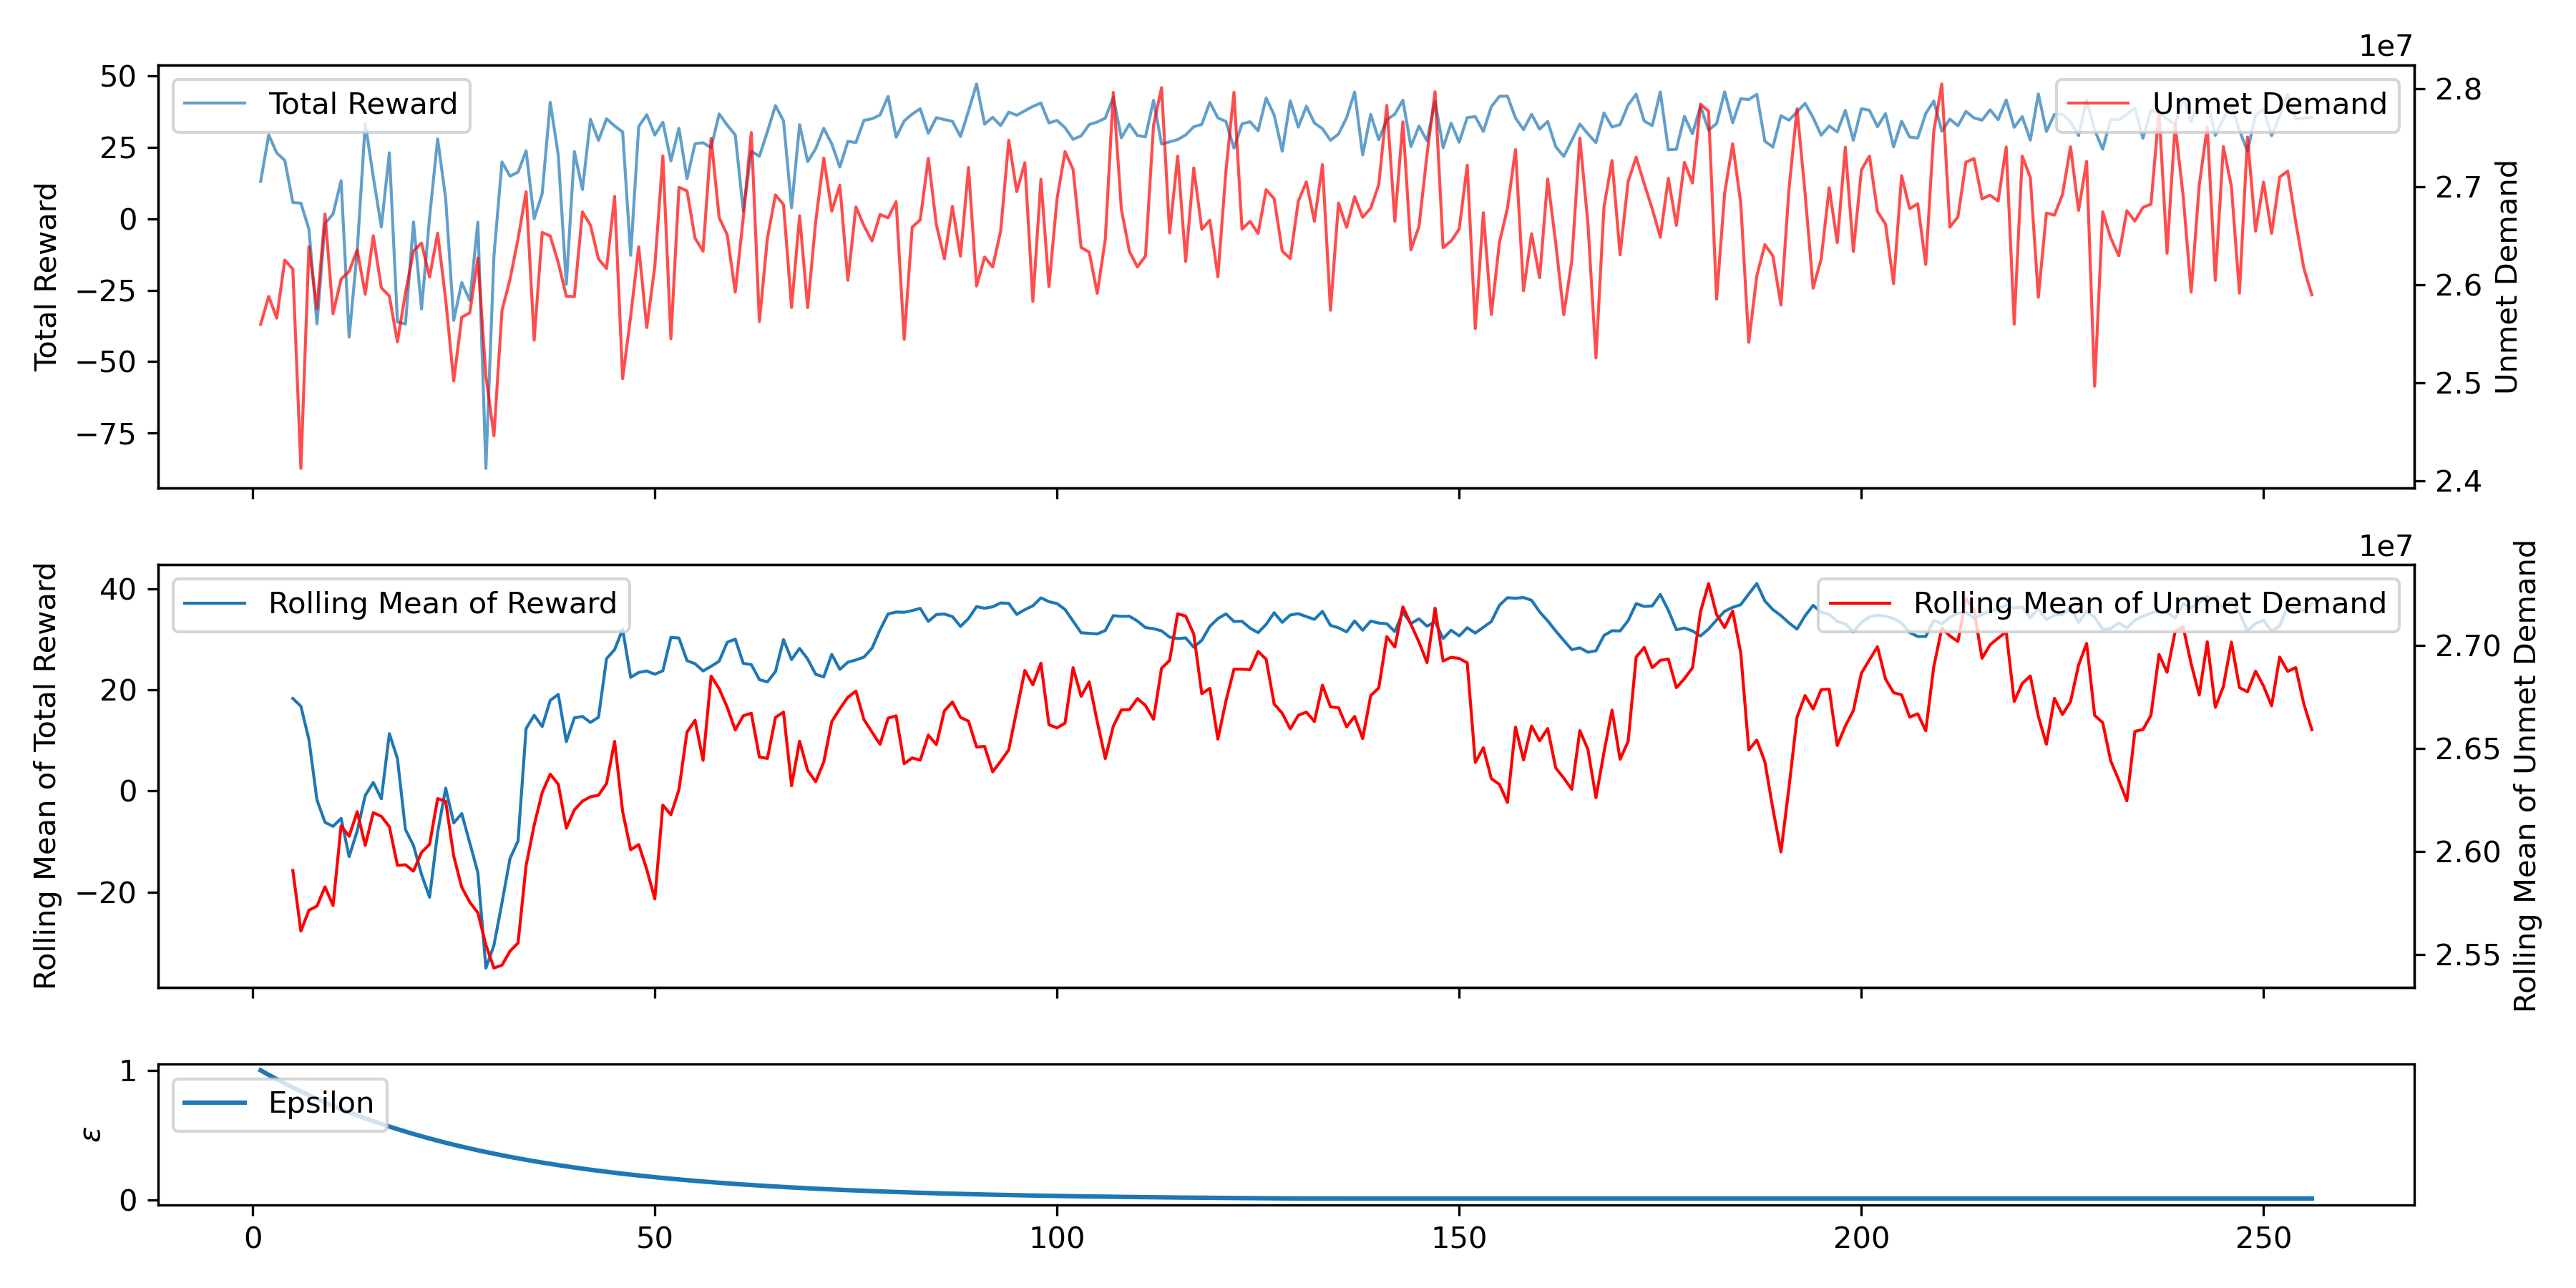 1e7
Total Reward
Unmet Demand
50
25
0
−25
−50
−75
Total Reward
2.8
2.7
2.6
2.5
2.4
Unmet Demand
1e7
Rolling Mean of Reward
Rolling Mean of Unmet Demand
40
20
0
−20
Rolling Mean of Total Reward
2.70
2.65
2.60
2.55
Rolling Mean of Unmet Demand
Epsilon
1
0
ε
0
50
100
150
200
250